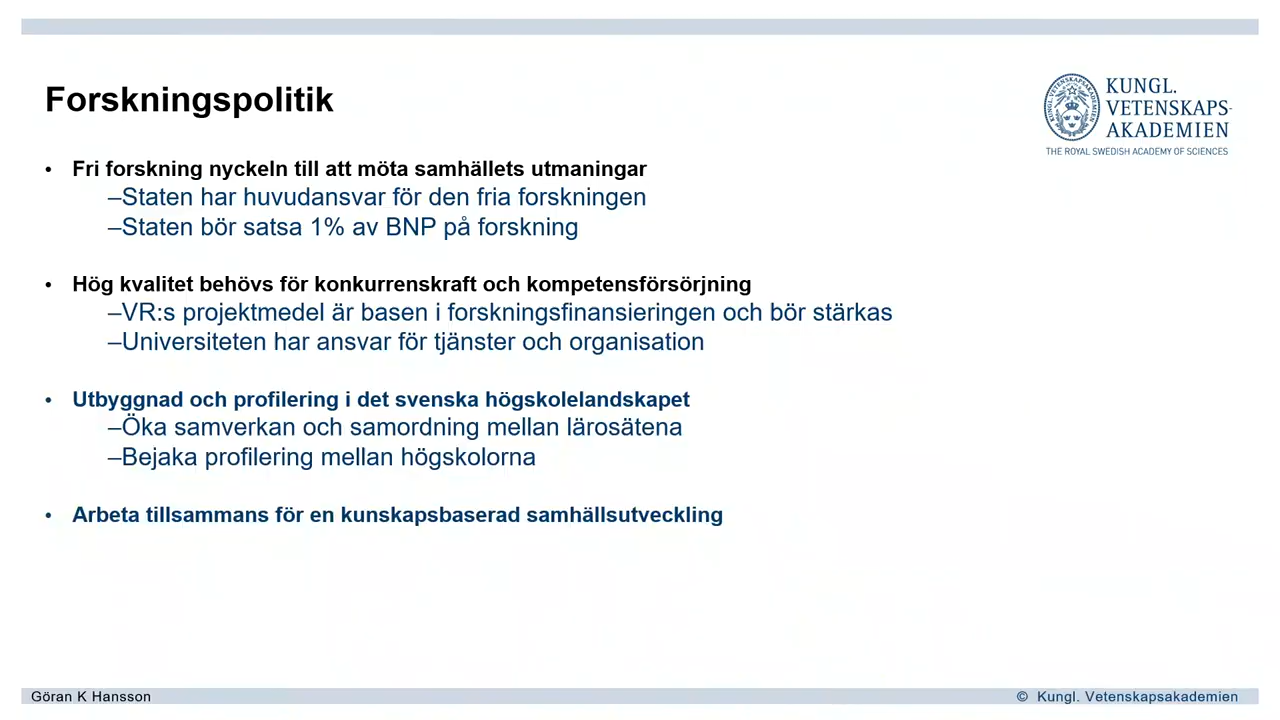 Forskningspolitik
KUNGL.
VETENSKAPS-
AKADEMIEN
THE ROYAL SWEDISH ACADEMY OF SCIENCES
• Fri forskning nyckeln till att möta samhällets utmaningar
–Staten har huvudansvar för den fria forskningen
–Staten bör satsa 1% av BNP på forskning
• Hög kvalitet behövs för konkurrenskraft och kompetensförsörjning
–VR:s projektmedel är basen i forskningsfinansieringen och bör stärkas
–Universiteten har ansvar för tjänster och organisation
• Utbyggnad och profilering i det svenska högskolelandskapet
–Öka samverkan och samordning mellan lärosätena
–Bejaka profilering mellan högskolorna
• Arbeta tillsammans för en kunskapsbaserad samhällsutveckling
Göran K Hansson
© Kungl. Vetenskapsakademien